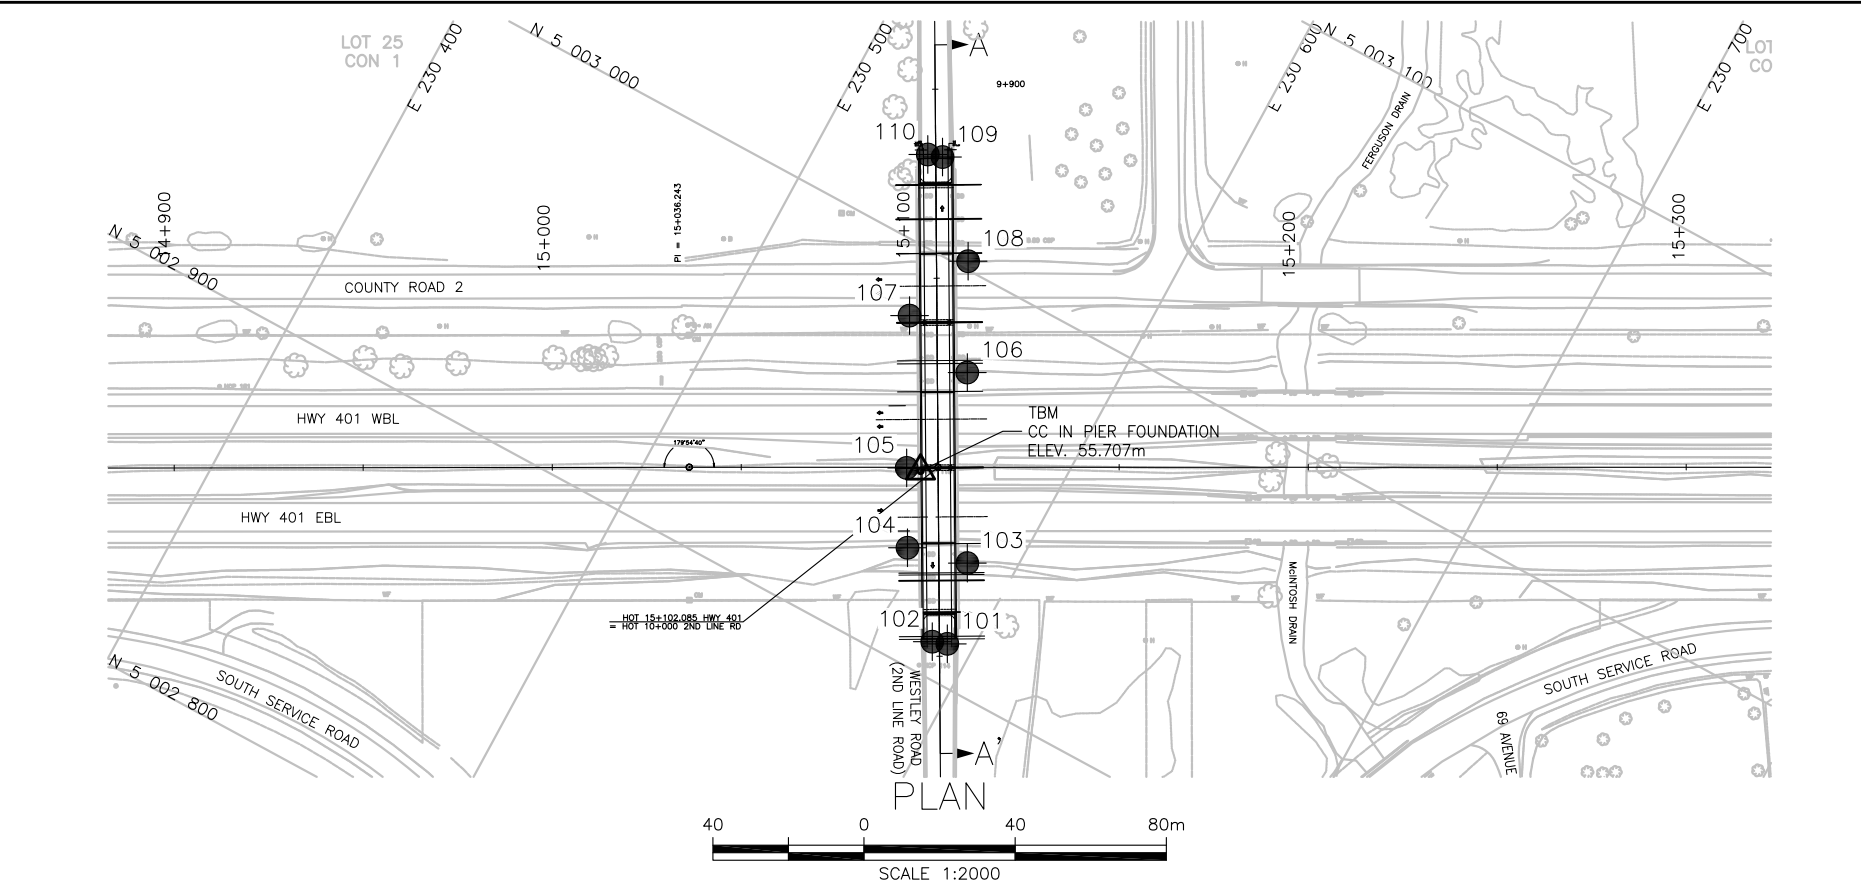 LOT 25
CON 1
E 230 400
N 5 003 000
E 230 500
A
9+900
E 230 600
N 5 003 100
E 230 700
LOT
CO
110
109
FERGUSON DRAIN
14+900
15+000
PI = 15+036.243
15+100
15+200
15+300
108
N 5 002 900
COUNTY ROAD 2
107
106
HWY 401 WBL
TBM
CC IN PIER FOUNDATION
ELEV. 55.707m
179°54'40"
105
HWY 401 EBL
104
103
McINTOSH DRAIN
HOT 15+102.085 HWY 401
= HOT 10+000 2ND LINE RD
102
101
N 5 002 800
SOUTH SERVICE ROAD
WESTLEY ROAD
(2ND LINE ROAD)
SOUTH SERVICE ROAD
69 AVENUE
A'
PLAN
40 0 40 80m
SCALE 1:2000